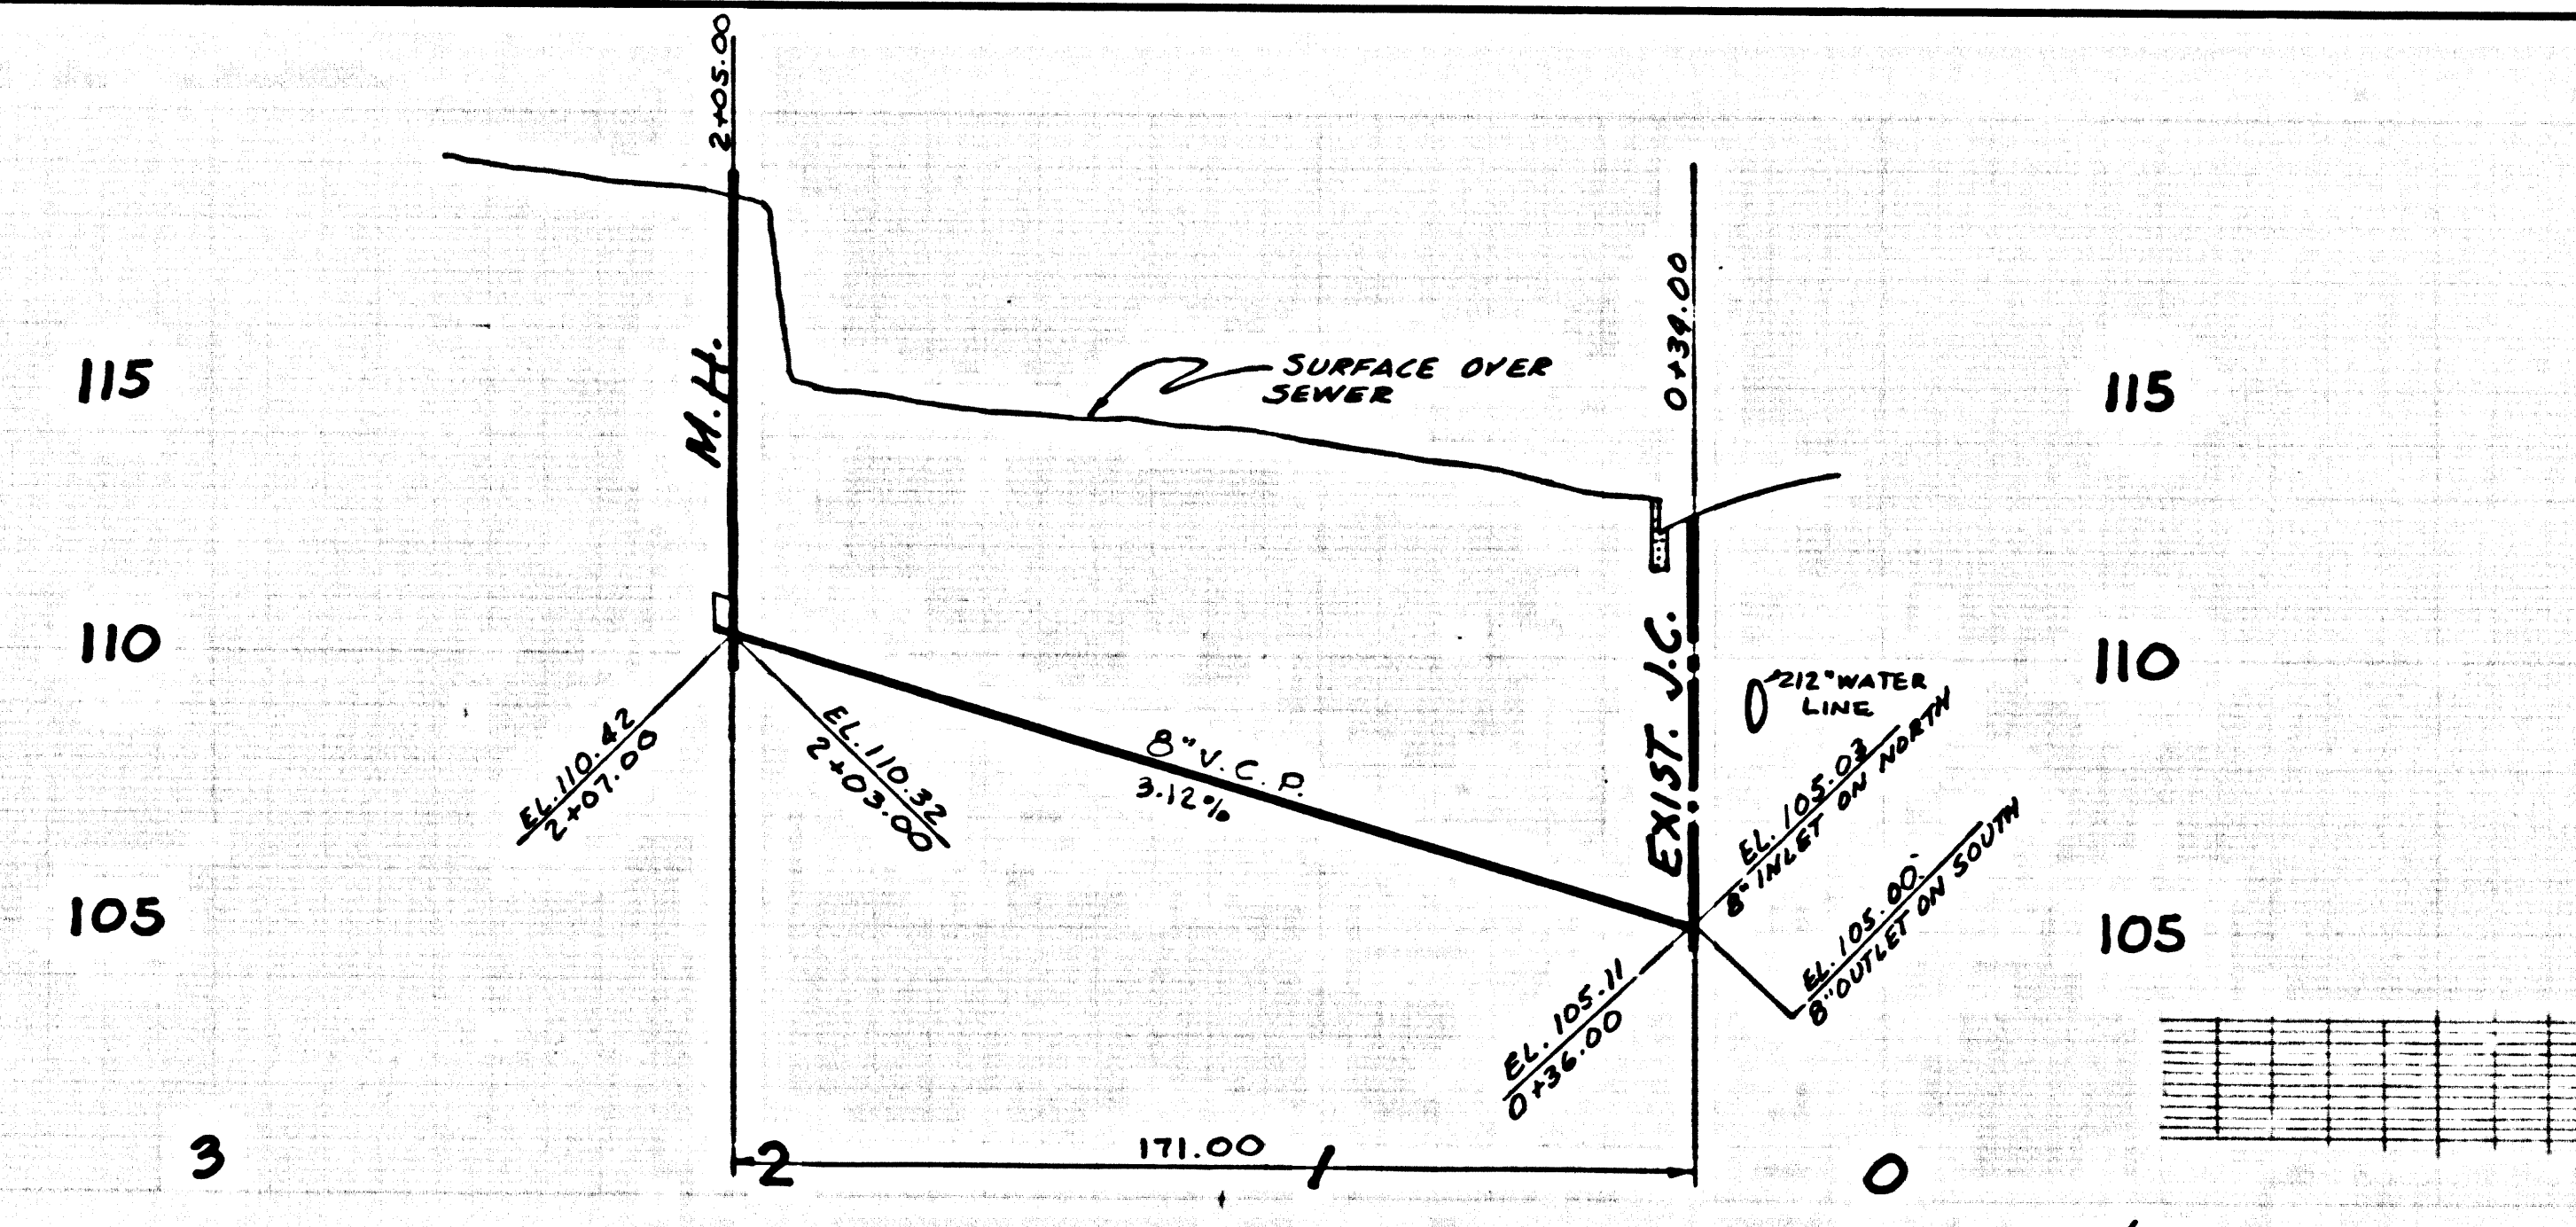 2+05.00
0+34.00
SURFACE OVER
SEWER
115
M.H.
115
110
EXIST. J.C.
110
212" WATER
LINE
EL. 110.42
2+07.00
EL. 110.32
2+03.00
8" V.C.P.
3.12%
EL. 105.03
8" INLET ON NORTH
EL. 105.00
8" OUTLET ON SOUTH
105
105
EL. 105.11
0+36.00
171.00
3
2
1
0